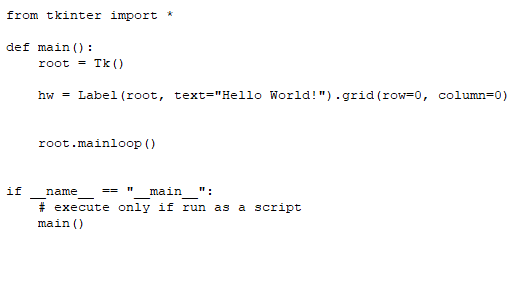 from tkinter import *
def main():
    root = Tk()
    hw = Label(root, text="Hello World!").grid(row=0, column=0)
    root.mainloop()
if __name__ == "__main__":
    # execute only if run as a script
    main()